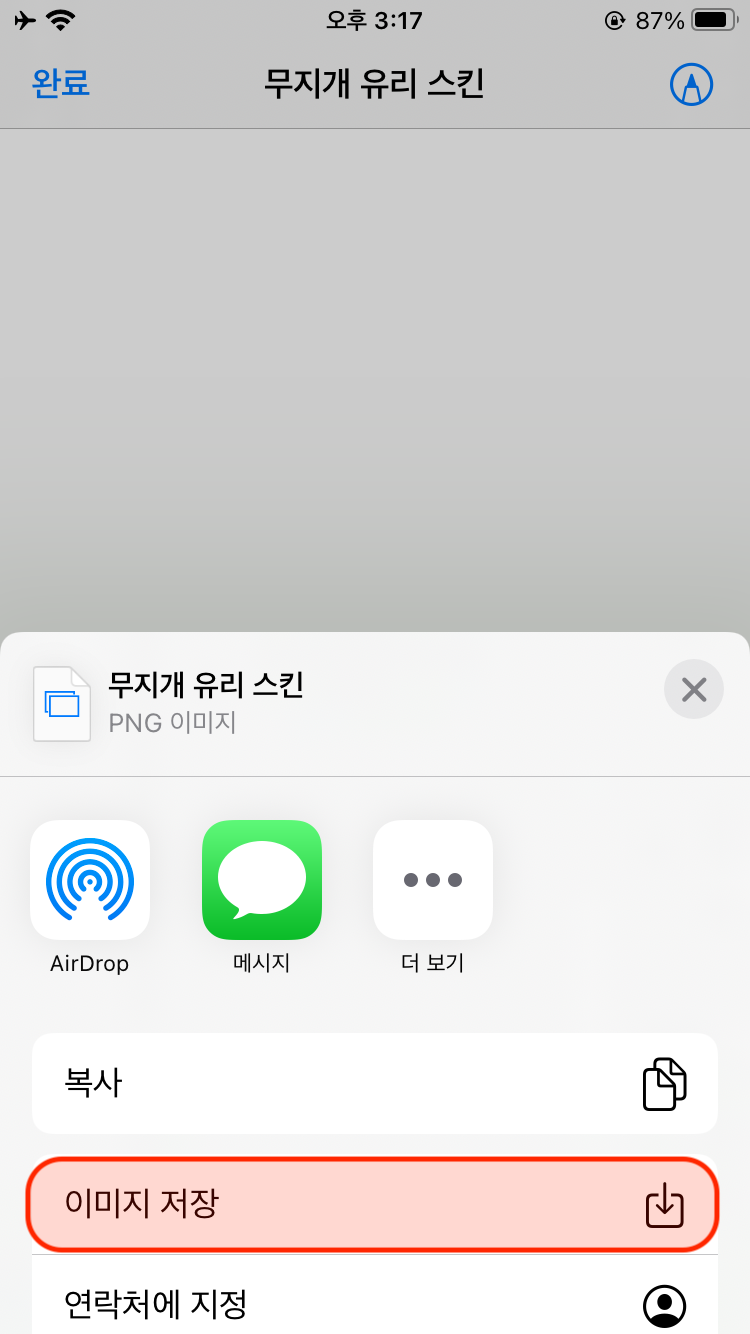 오후 3:17
87%
완료
무지개 유리 스킨
무지개 유리 스킨
PNG 이미지
AirDrop
메시지
더 보기
복사
이미지 저장
연락처에 지정